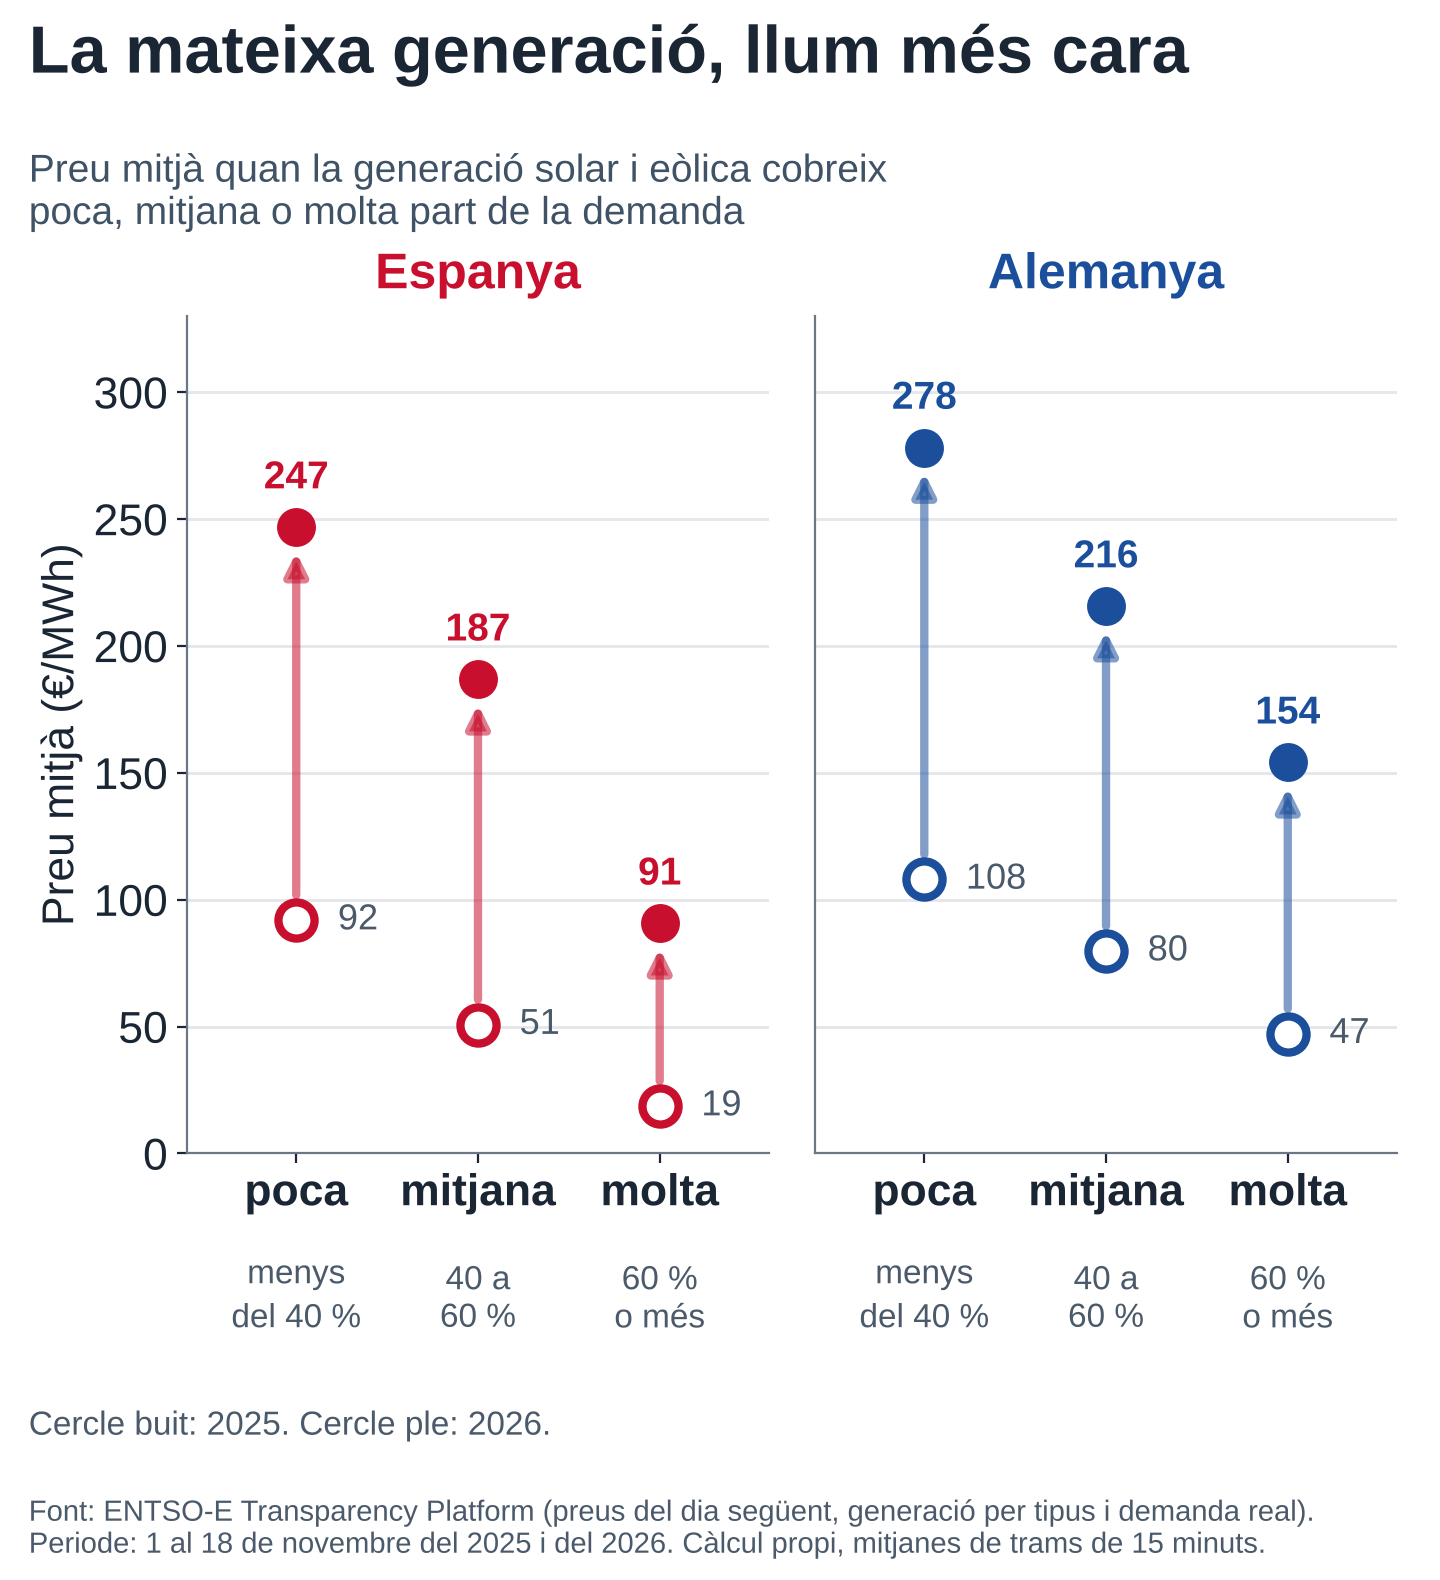 La mateixa generació, llum més cara
Preu mitjà quan la generació solar i eòlica cobreix
poca, mitjana o molta part de la demanda
Espanya
Preu mitjà (€/MWh)
300
250
200
150
100
50
0
247
187
91
92
51
19
poca
mitjana
molta
menys
del 40 %
40 a
60 %
60 %
o més
Alemanya
278
216
154
108
80
47
poca
mitjana
molta
menys
del 40 %
40 a
60 %
60 %
o més
Cercle buit: 2025. Cercle ple: 2026.
Font: ENTSO-E Transparency Platform (preus del dia següent, generació per tipus i demanda real).
Periode: 1 al 18 de novembre del 2025 i del 2026. Càlcul propi, mitjanes de trams de 15 minuts.